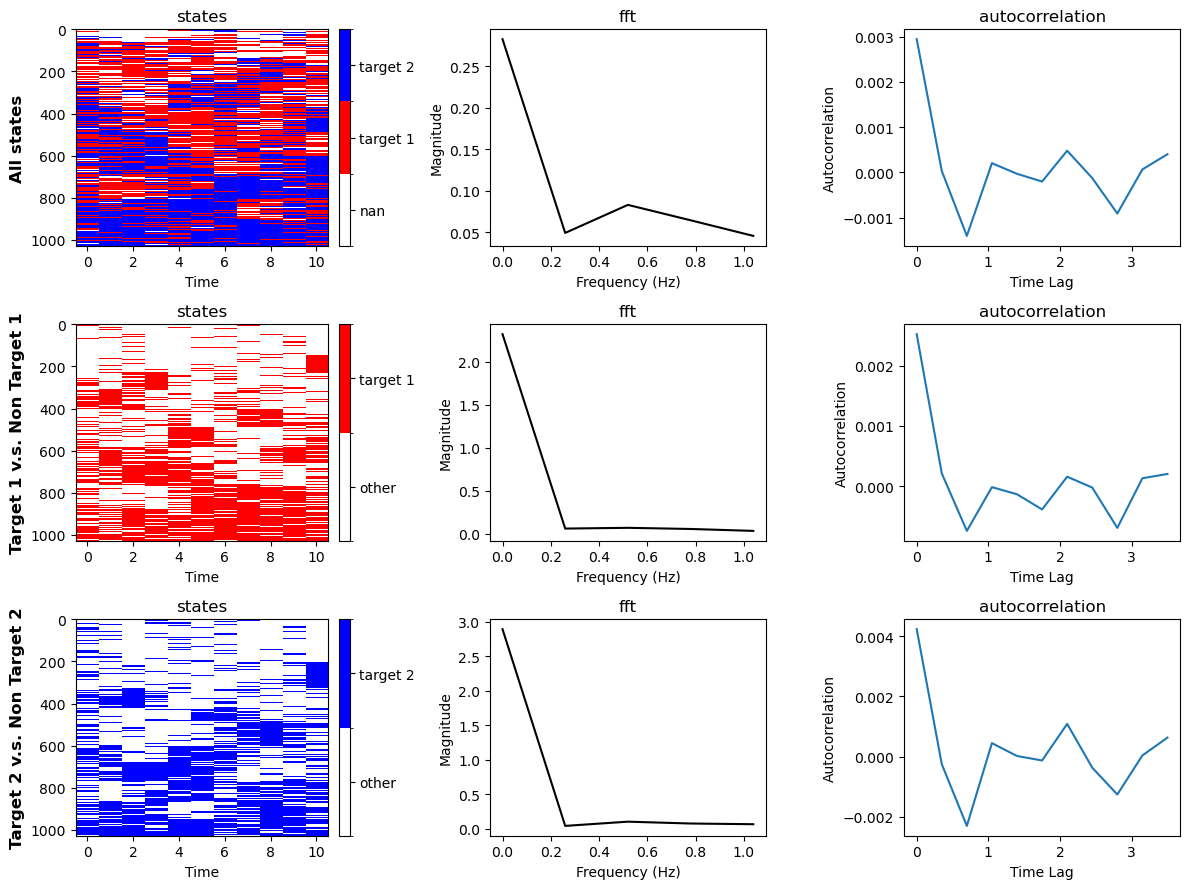 states
fft
autocorrelation
All states
0
200
400
600
800
1000
0 2 4 6 8 10
Time
target 2
target 1
nan
Magnitude
0.25
0.20
0.15
0.10
0.05
0.0 0.2 0.4 0.6 0.8 1.0
Frequency (Hz)
Autocorrelation
0.003
0.002
0.001
0.000
−0.001
0 1 2 3
Time Lag
states
fft
autocorrelation
Target 1 v.s. Non Target 1
0
200
400
600
800
1000
0 2 4 6 8 10
Time
target 1
other
Magnitude
2.0
1.5
1.0
0.5
0.0
0.0 0.2 0.4 0.6 0.8 1.0
Frequency (Hz)
Autocorrelation
0.002
0.001
0.000
0 1 2 3
Time Lag
states
fft
autocorrelation
Target 2 v.s. Non Target 2
0
200
400
600
800
1000
0 2 4 6 8 10
Time
target 2
other
Magnitude
3.0
2.5
2.0
1.5
1.0
0.5
0.0
0.0 0.2 0.4 0.6 0.8 1.0
Frequency (Hz)
Autocorrelation
0.004
0.002
0.000
−0.002
0 1 2 3
Time Lag